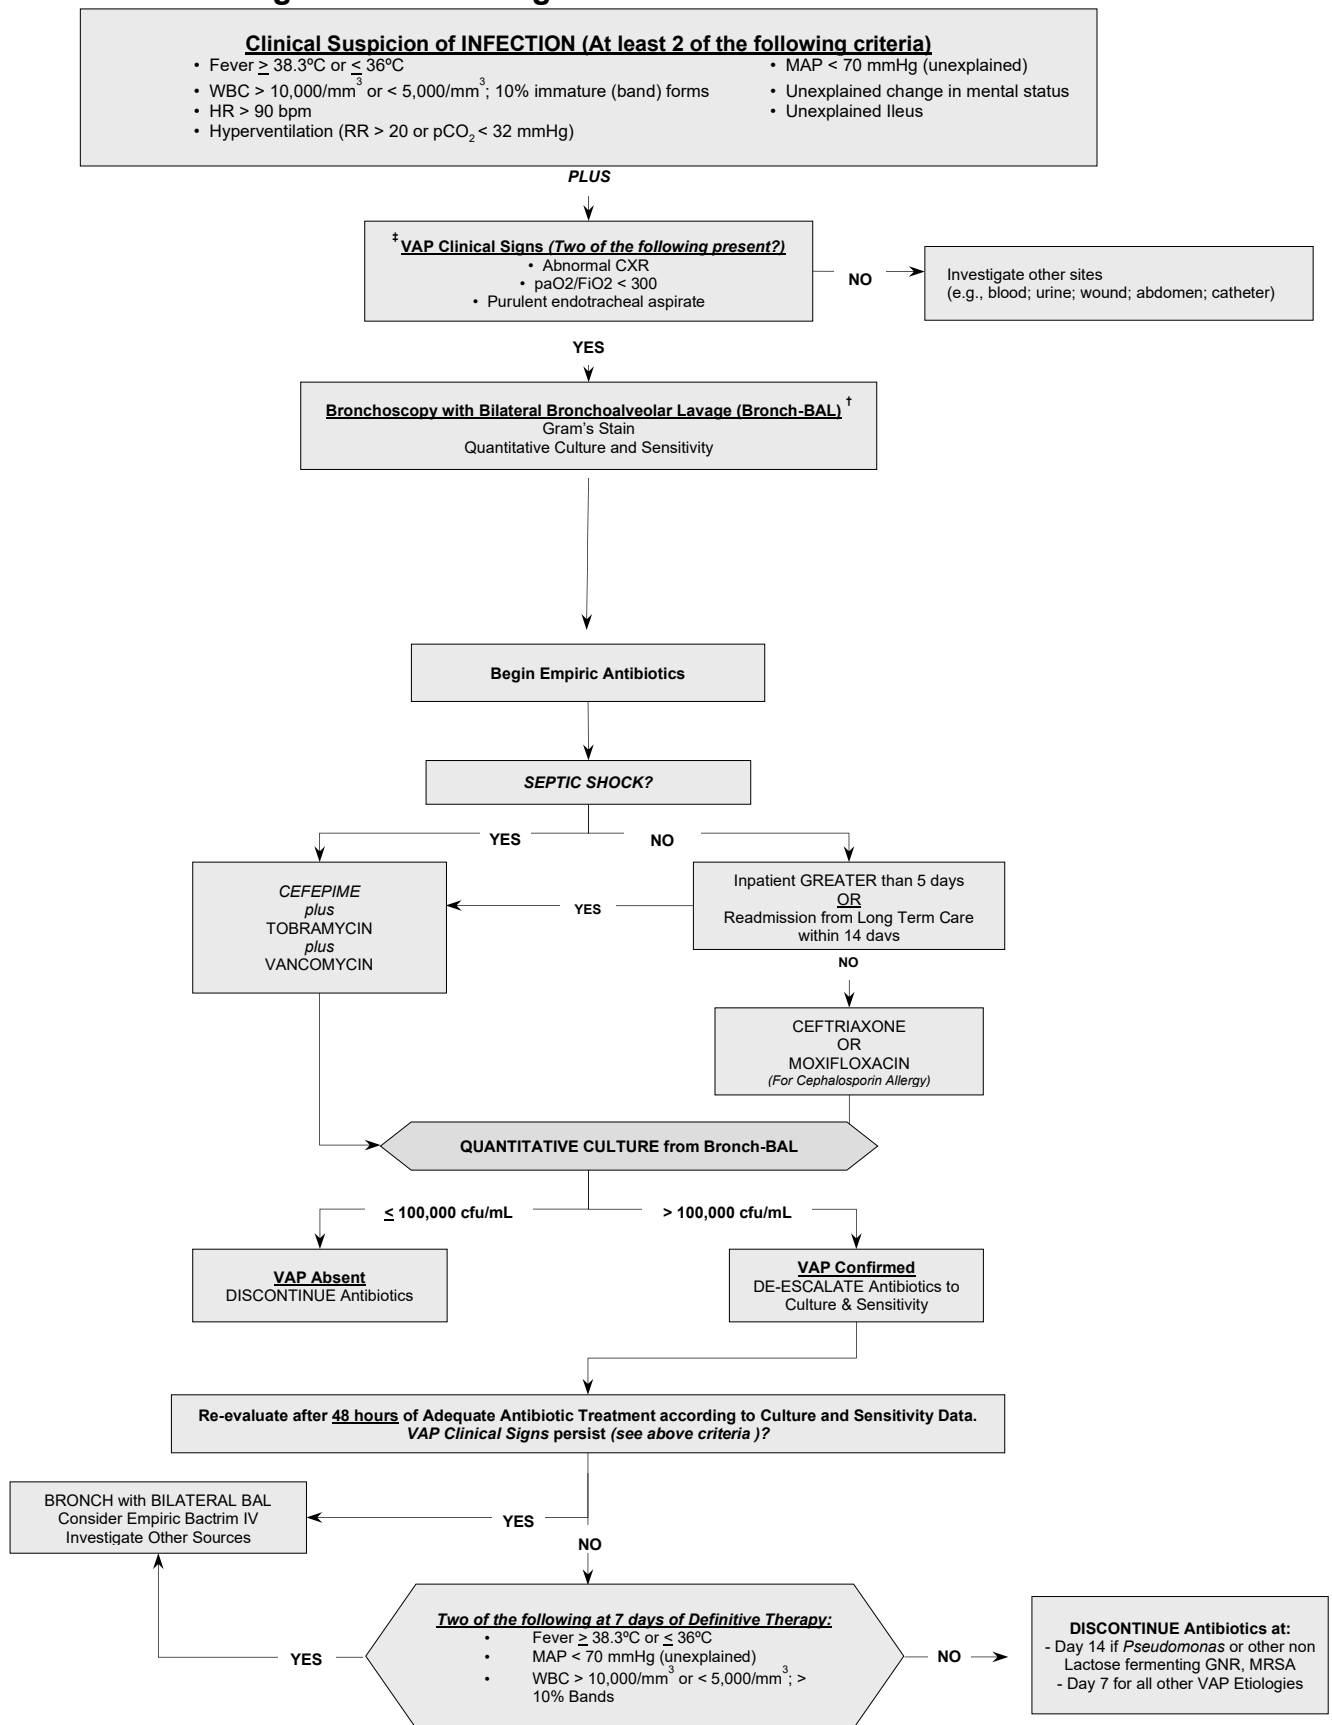 Clinical Suspicion of INFECTION (At least 2 of the following criteria)
• Fever > 38.3ºC or < 36ºC
• WBC > 10,000/mm3 or < 5,000/mm3; 10% immature (band) forms
• HR > 90 bpm
• Hyperventilation (RR > 20 or pCO2 < 32 mmHg)
• MAP < 70 mmHg (unexplained)
• Unexplained change in mental status
• Unexplained Ileus
PLUS
‡ VAP Clinical Signs (Two of the following present?)
• Abnormal CXR
• paO2/FiO2 < 300
• Purulent endotracheal aspirate
NO
Investigate other sites
(e.g., blood; urine; wound; abdomen; catheter)
YES
Bronchoscopy with Bilateral Bronchoalveolar Lavage (Bronch-BAL) †
Gram's Stain
Quantitative Culture and Sensitivity
Begin Empiric Antibiotics
SEPTIC SHOCK?
YES
NO
CEFEPIME
plus
TOBRAMYCIN
plus
VANCOMYCIN
YES
Inpatient GREATER than 5 days
OR
Readmission from Long Term Care
within 14 days
NO
CEFTRIAXONE
OR
MOXIFLOXACIN
(For Cephalosporin Allergy)
QUANTITATIVE CULTURE from Bronch-BAL
< 100,000 cfu/mL
> 100,000 cfu/mL
VAP Absent
DISCONTINUE Antibiotics
VAP Confirmed
DE-ESCALATE Antibiotics to
Culture & Sensitivity
Re-evaluate after 48 hours of Adequate Antibiotic Treatment according to Culture and Sensitivity Data.
VAP Clinical Signs persist (see above criteria )?
BRONCH with BILATERAL BAL
Consider Empiric Bactrim IV
Investigate Other Sources
YES
NO
Two of the following at 7 days of Definitive Therapy:
• Fever > 38.3ºC or < 36ºC
• MAP < 70 mmHg (unexplained)
• WBC > 10,000/mm3 or < 5,000/mm3; >
10% Bands
YES
NO
DISCONTINUE Antibiotics at:
- Day 14 if Pseudomonas or other non
Lactose fermenting GNR, MRSA
- Day 7 for all other VAP Etiologies